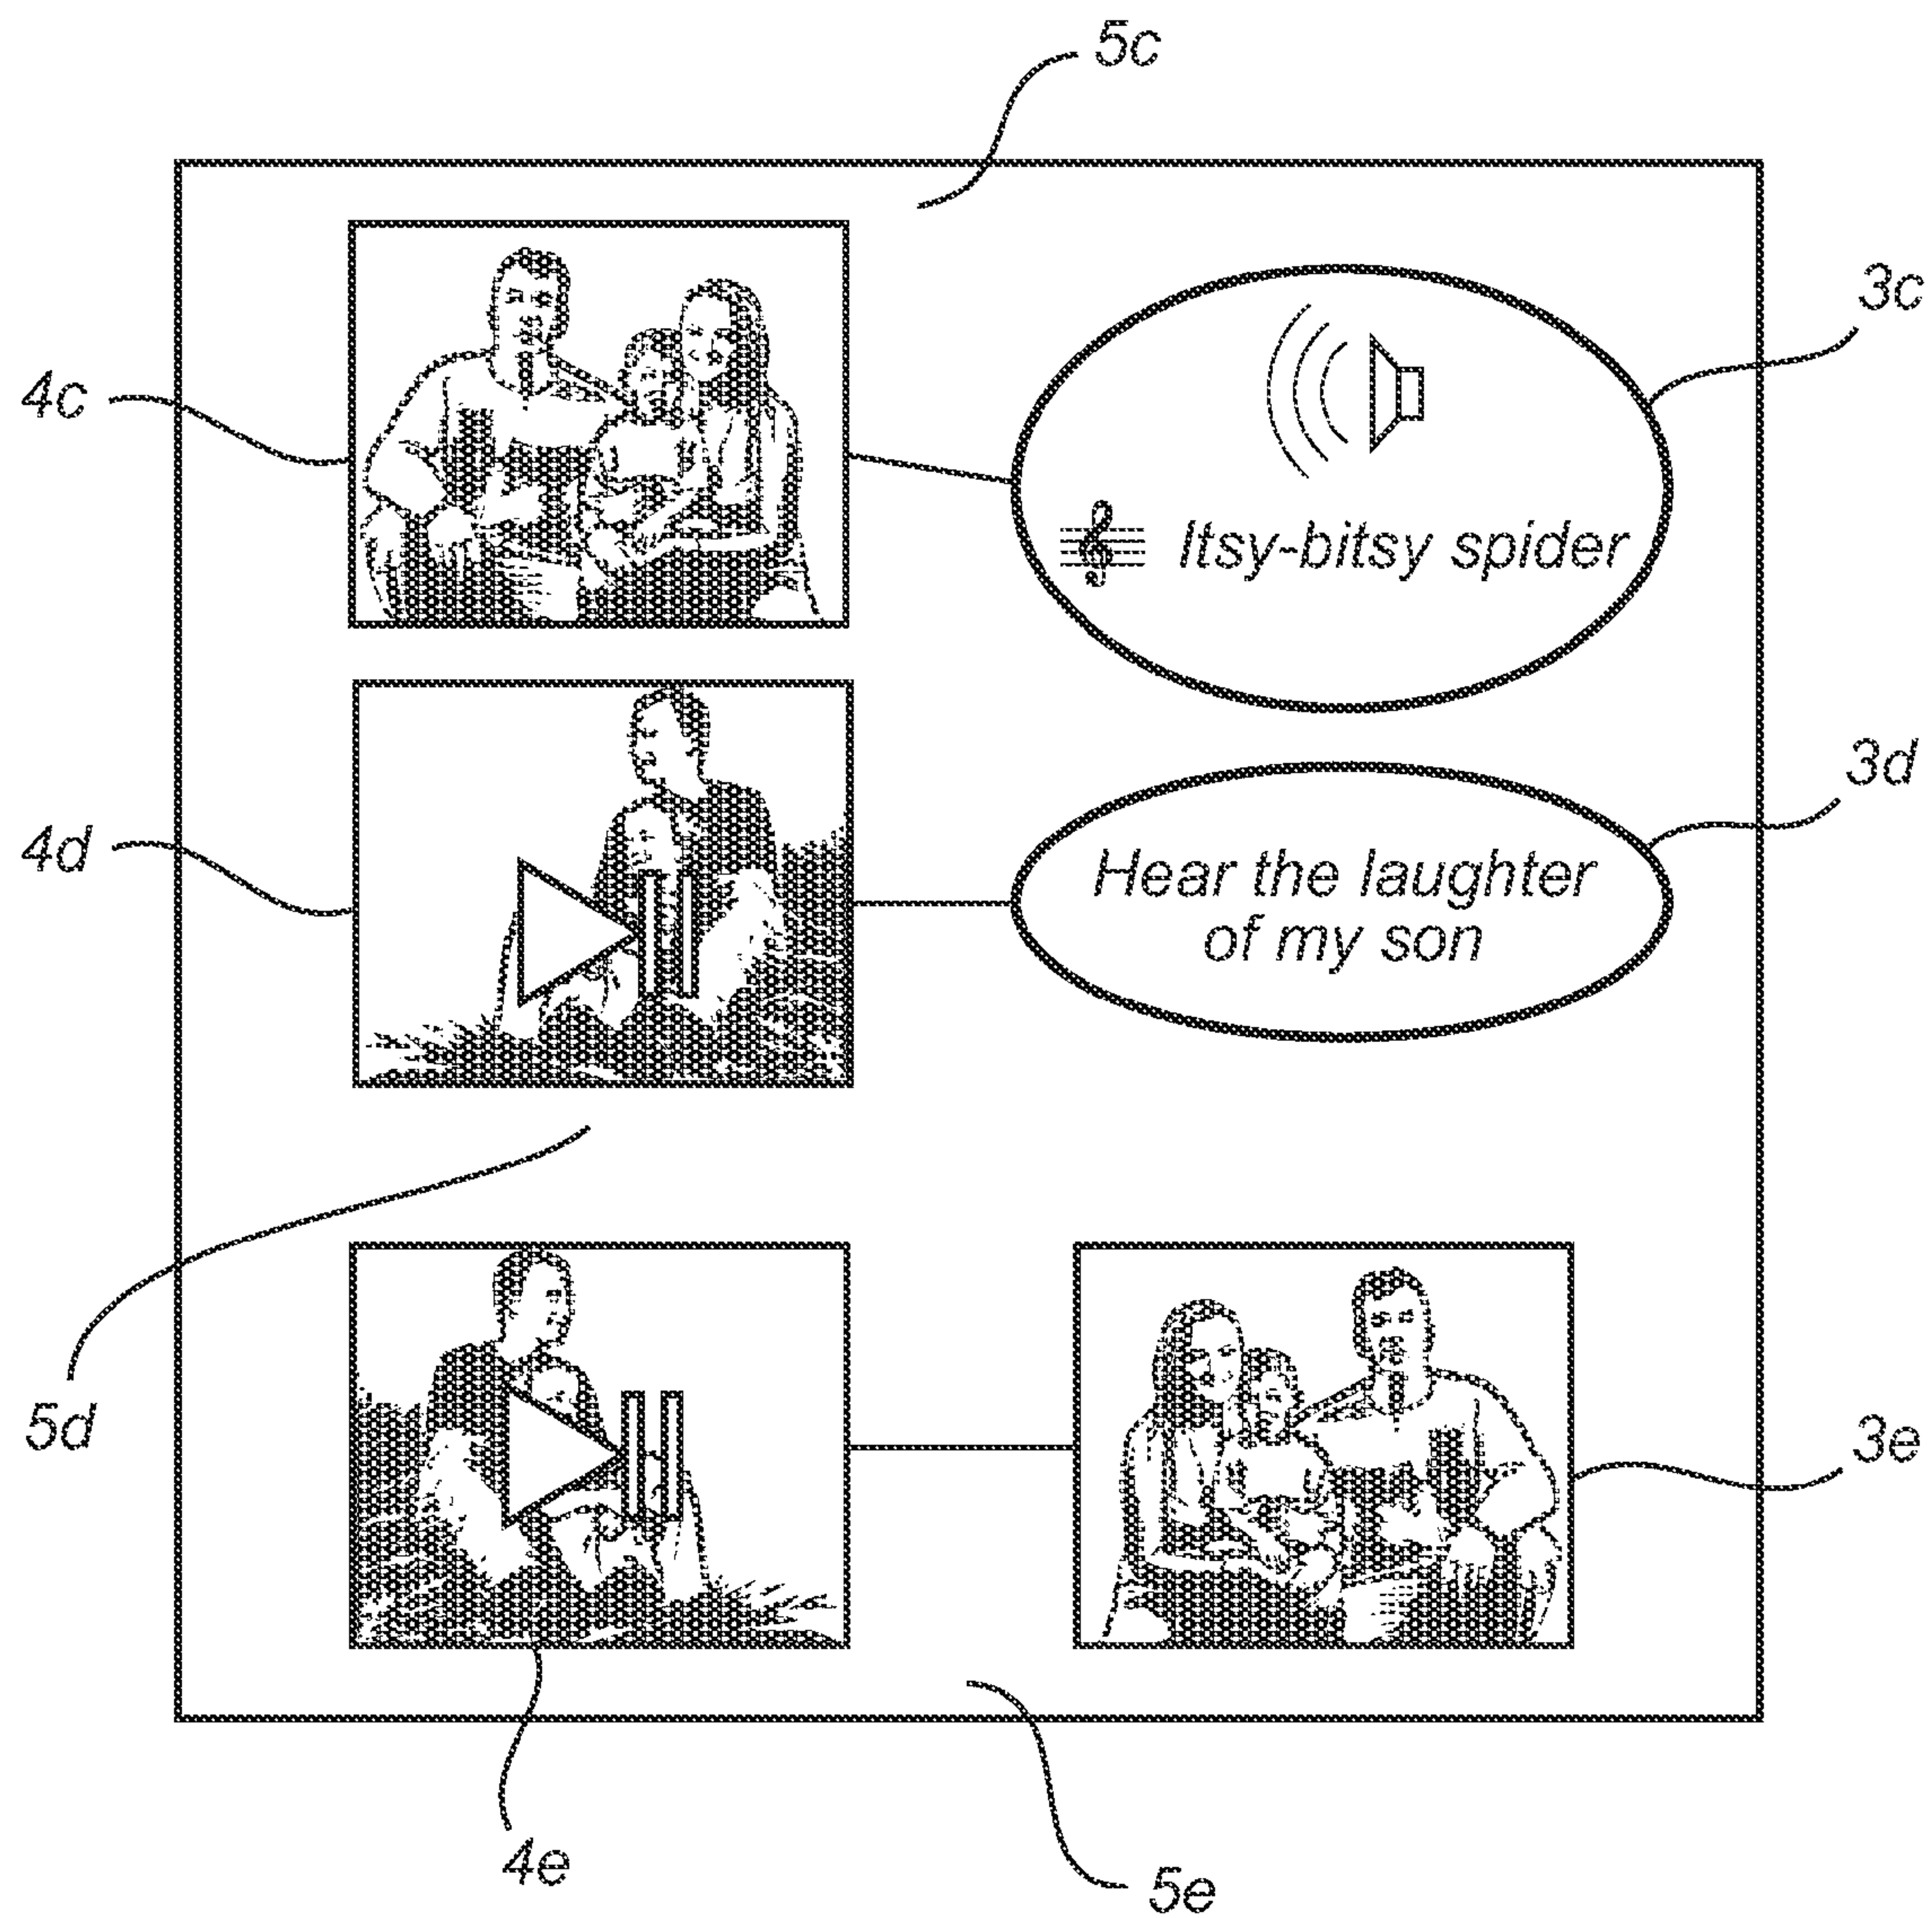 5c
3c
4c
Itsy-bitsy spider
3d
4d
Hear the laughter
of my son
5d
3e
4e
5e